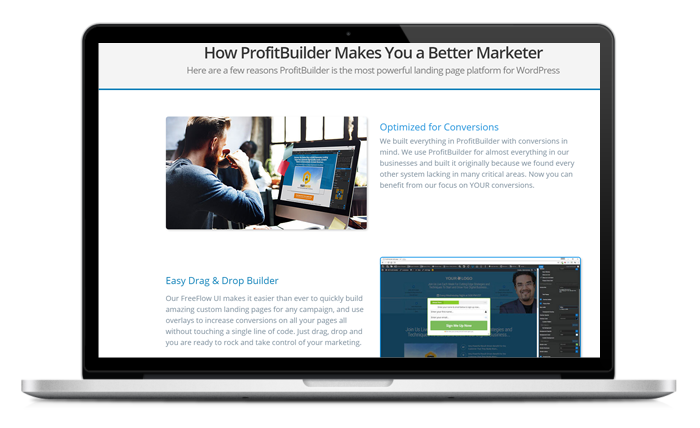 How ProfitBuilder Makes You a Better Marketer
Here are a few reasons ProfitBuilder is the most powerful landing page platform for WordPress
Optimized for Conversions
We built everything in ProfitBuilder with conversions in
mind. We use ProfitBuilder for almost everything in our
businesses and built it originally because we found every
other system lacking in many critical areas. Now you can
benefit from our focus on YOUR conversions.
Easy Drag & Drop Builder
Our FreeFlow UI makes it easier than ever to quickly build
amazing custom landing pages for any campaign, and use
overlays to increase conversions on all your pages all
without touching a single line of code. Just drag, drop and
you are ready to rock and take control of your marketing.
YOUR LOGO
Sign Me Up Now